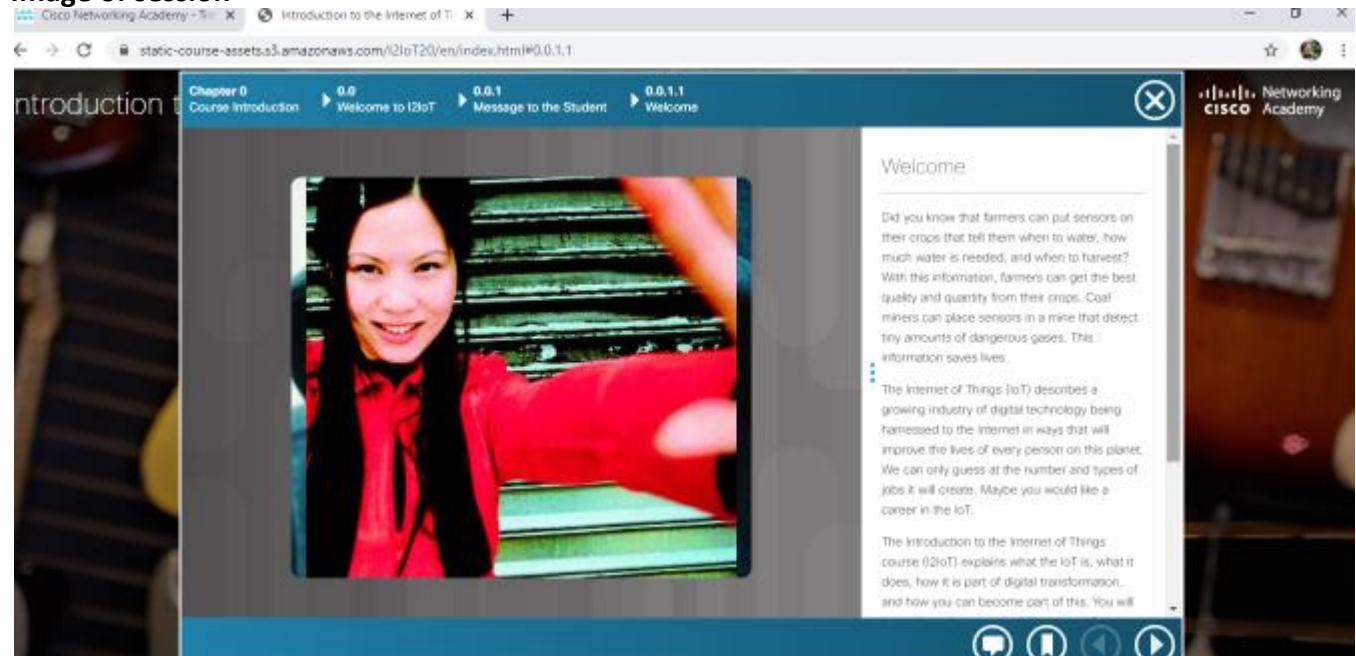 Image of session
Cisco Networking Academy - Tra
Introduction to the Internet of Ti
static-course-assets.s3.amazonaws.com/I2IoT20/en/index.html#0.0.1.1
ntroduction t
Chapter 0
Course Introduction
0.0
Welcome to I2IoT
0.0.1
Message to the Student
0.0.1.1
Welcome
CISCO
Networking
Academy
Welcome
Did you know that farmers can put sensors on
their crops that tell them when to water, how
much water is needed, and when to harvest?
With this information, farmers can get the best
quality and quantity from their crops. Coal
miners can place sensors in a mine that detect
tiny amounts of dangerous gases. This
information saves lives.
The Internet of Things (IoT) describes a
growing industry of digital technology being
harnessed to the Internet in ways that will
improve the lives of every person on this planet.
We can only guess at the number and types of
jobs it will create. Maybe you would like a
career in the IoT.
The Introduction to the Internet of Things
course (I2IoT) explains what the IoT is, what it
does, how it is part of digital transformation,
and how you can become part of this. You will